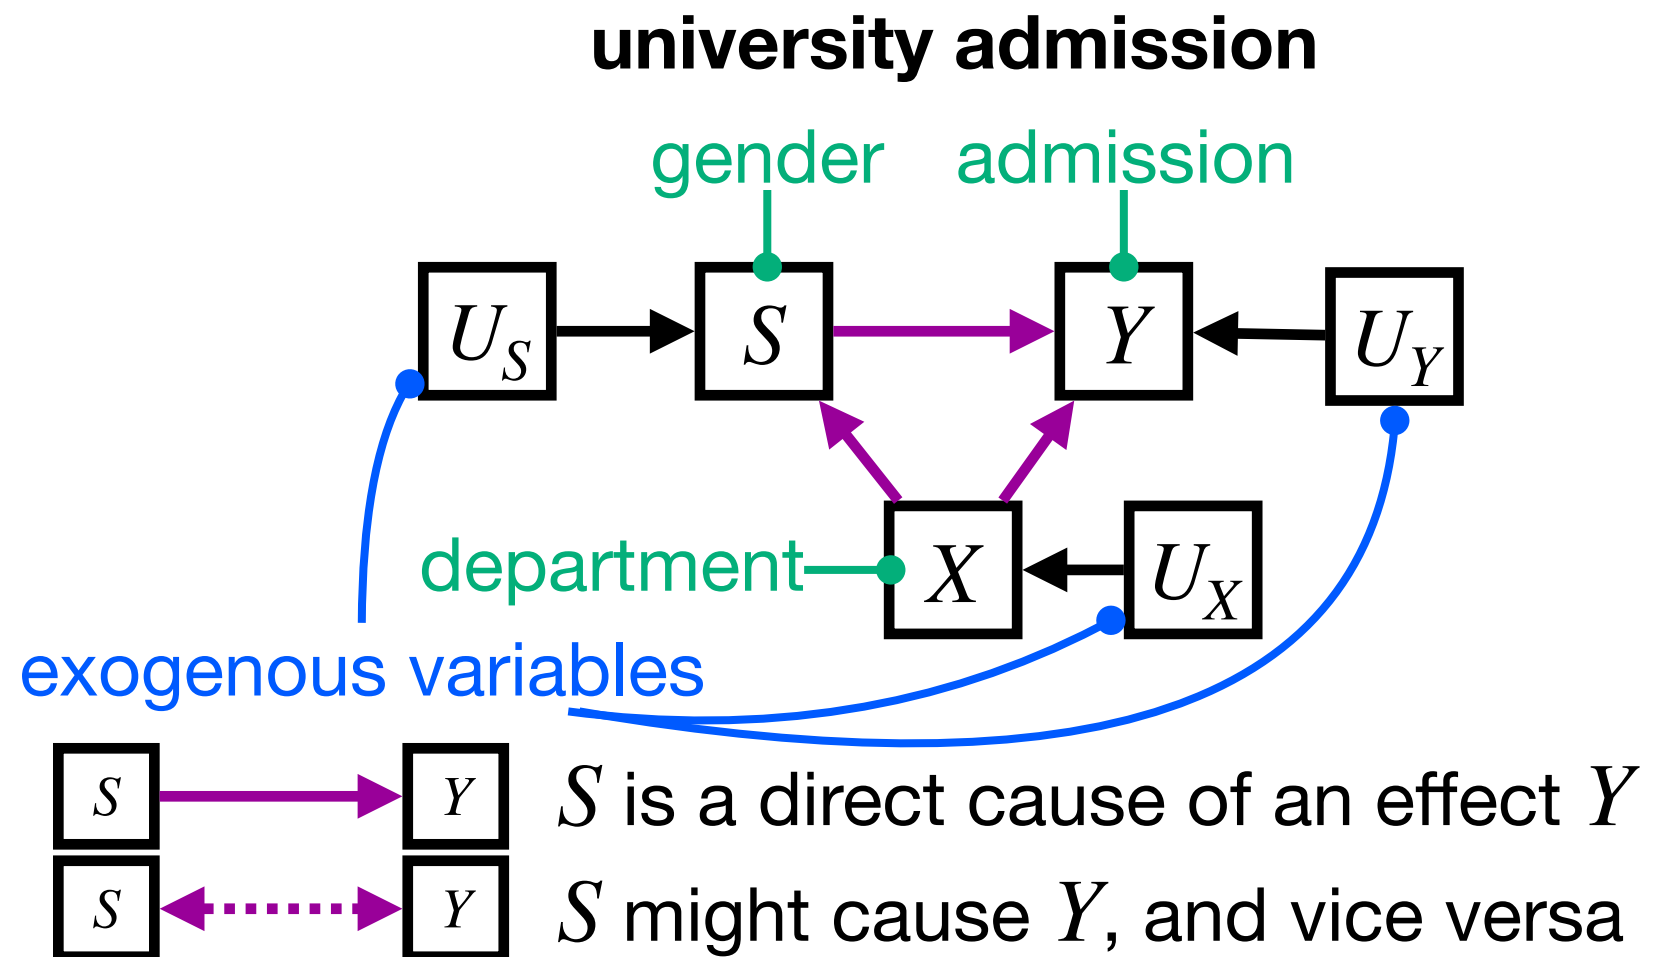 university admission
gender admission
U_S S Y U_Y
department X U_X
exogenous variables
S Y S is a direct cause of an effect Y
S Y S might cause Y, and vice versa